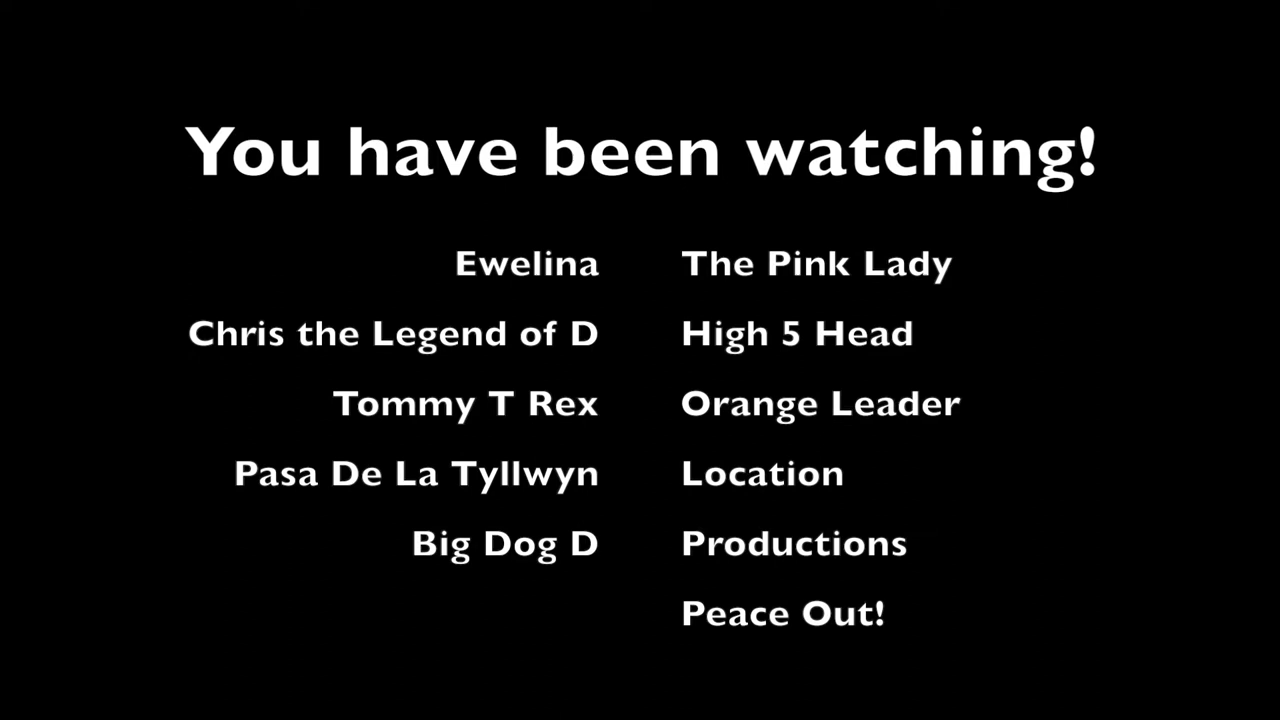 You have been watching!
Ewelina The Pink Lady
Chris the Legend of D High 5 Head
Tommy T Rex Orange Leader
Pasa De La Tyllwyn Location
Big Dog D Productions
Peace Out!